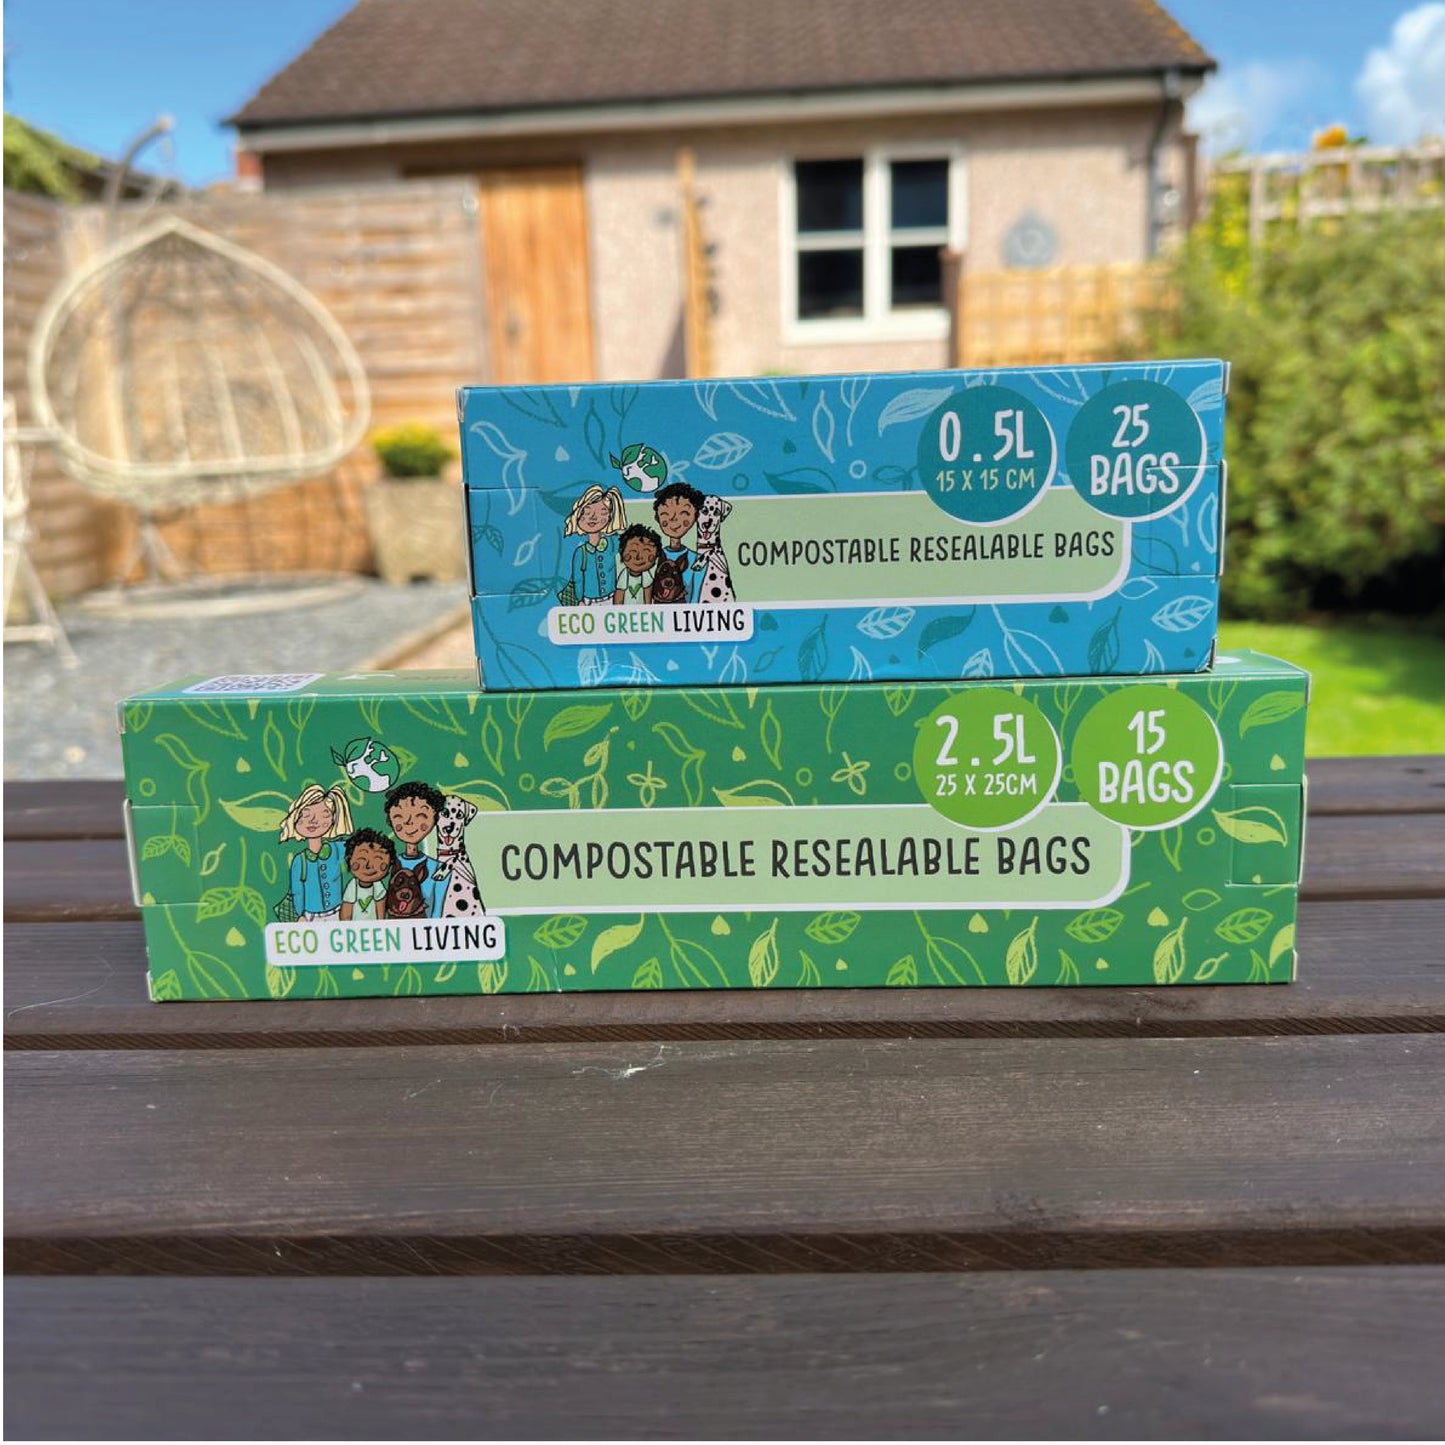 0.5L
15 X 15 CM
25
BAGS
COMPOSTABLE RESEALABLE BAGS
ECO GREEN LIVING
2.5L
25 X 25CM
15
BAGS
COMPOSTABLE RESEALABLE BAGS
ECO GREEN LIVING